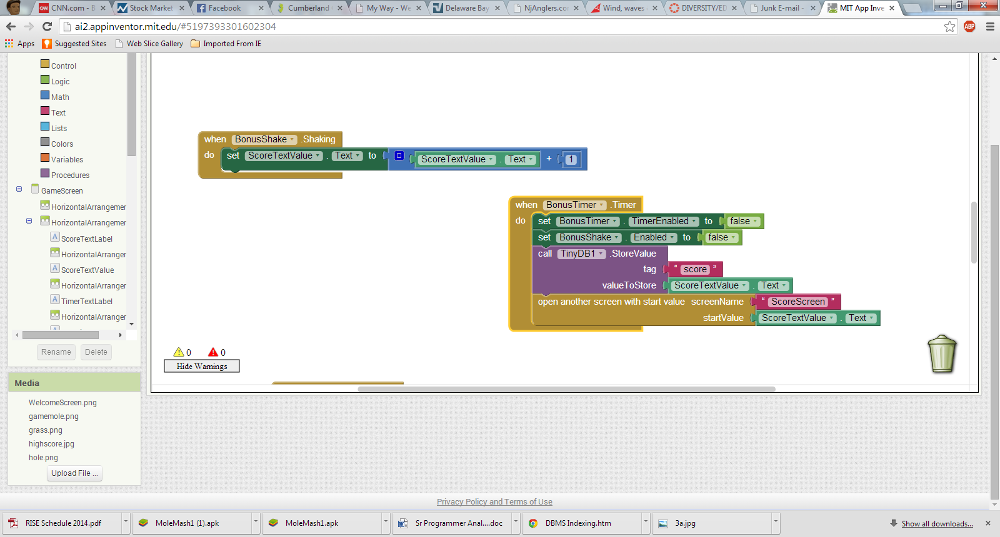 CNN.com - B
Stock Market
Facebook
Cumberland
My Way - We
Delaware Bay
NjAnglers.co
Wind, waves
DIVERSITY/ED
Junk E-mail -
MIT App Inve
ai2.appinventor.mit.edu/#5197393301602304
ABP
Apps
Suggested Sites
Web Slice Gallery
Imported From IE
Control
Logic
Math
Text
Lists
Colors
Variables
Procedures
GameScreen
HorizontalArrangemer
HorizontalArrangemer
A ScoreTextLabel
HorizontalArranger
A ScoreTextValue
HorizontalArranger
A TimerTextLabel
HorizontalArranger
Rename Delete
Media
WelcomeScreen.png
gamemole.png
grass.png
highscore.jpg
hole.png
Upload File ...
when BonusShake .Shaking
do set ScoreTextValue . Text to ScoreTextValue . Text + 1
when BonusTimer .Timer
do set BonusTimer . TimerEnabled to false
set BonusShake . Enabled to false
call TinyDB1 .StoreValue
tag " score "
valueToStore ScoreTextValue . Text
open another screen with start value screenName " ScoreScreen "
startValue ScoreTextValue . Text
0 0
Hide Warnings
Privacy Policy and Terms of Use
RISE Schedule 2014.pdf
MoleMash1 (1).apk
MoleMash1.apk
Sr Programmer Anal....doc
DBMS Indexing.htm
3a.jpg
Show all downloads...